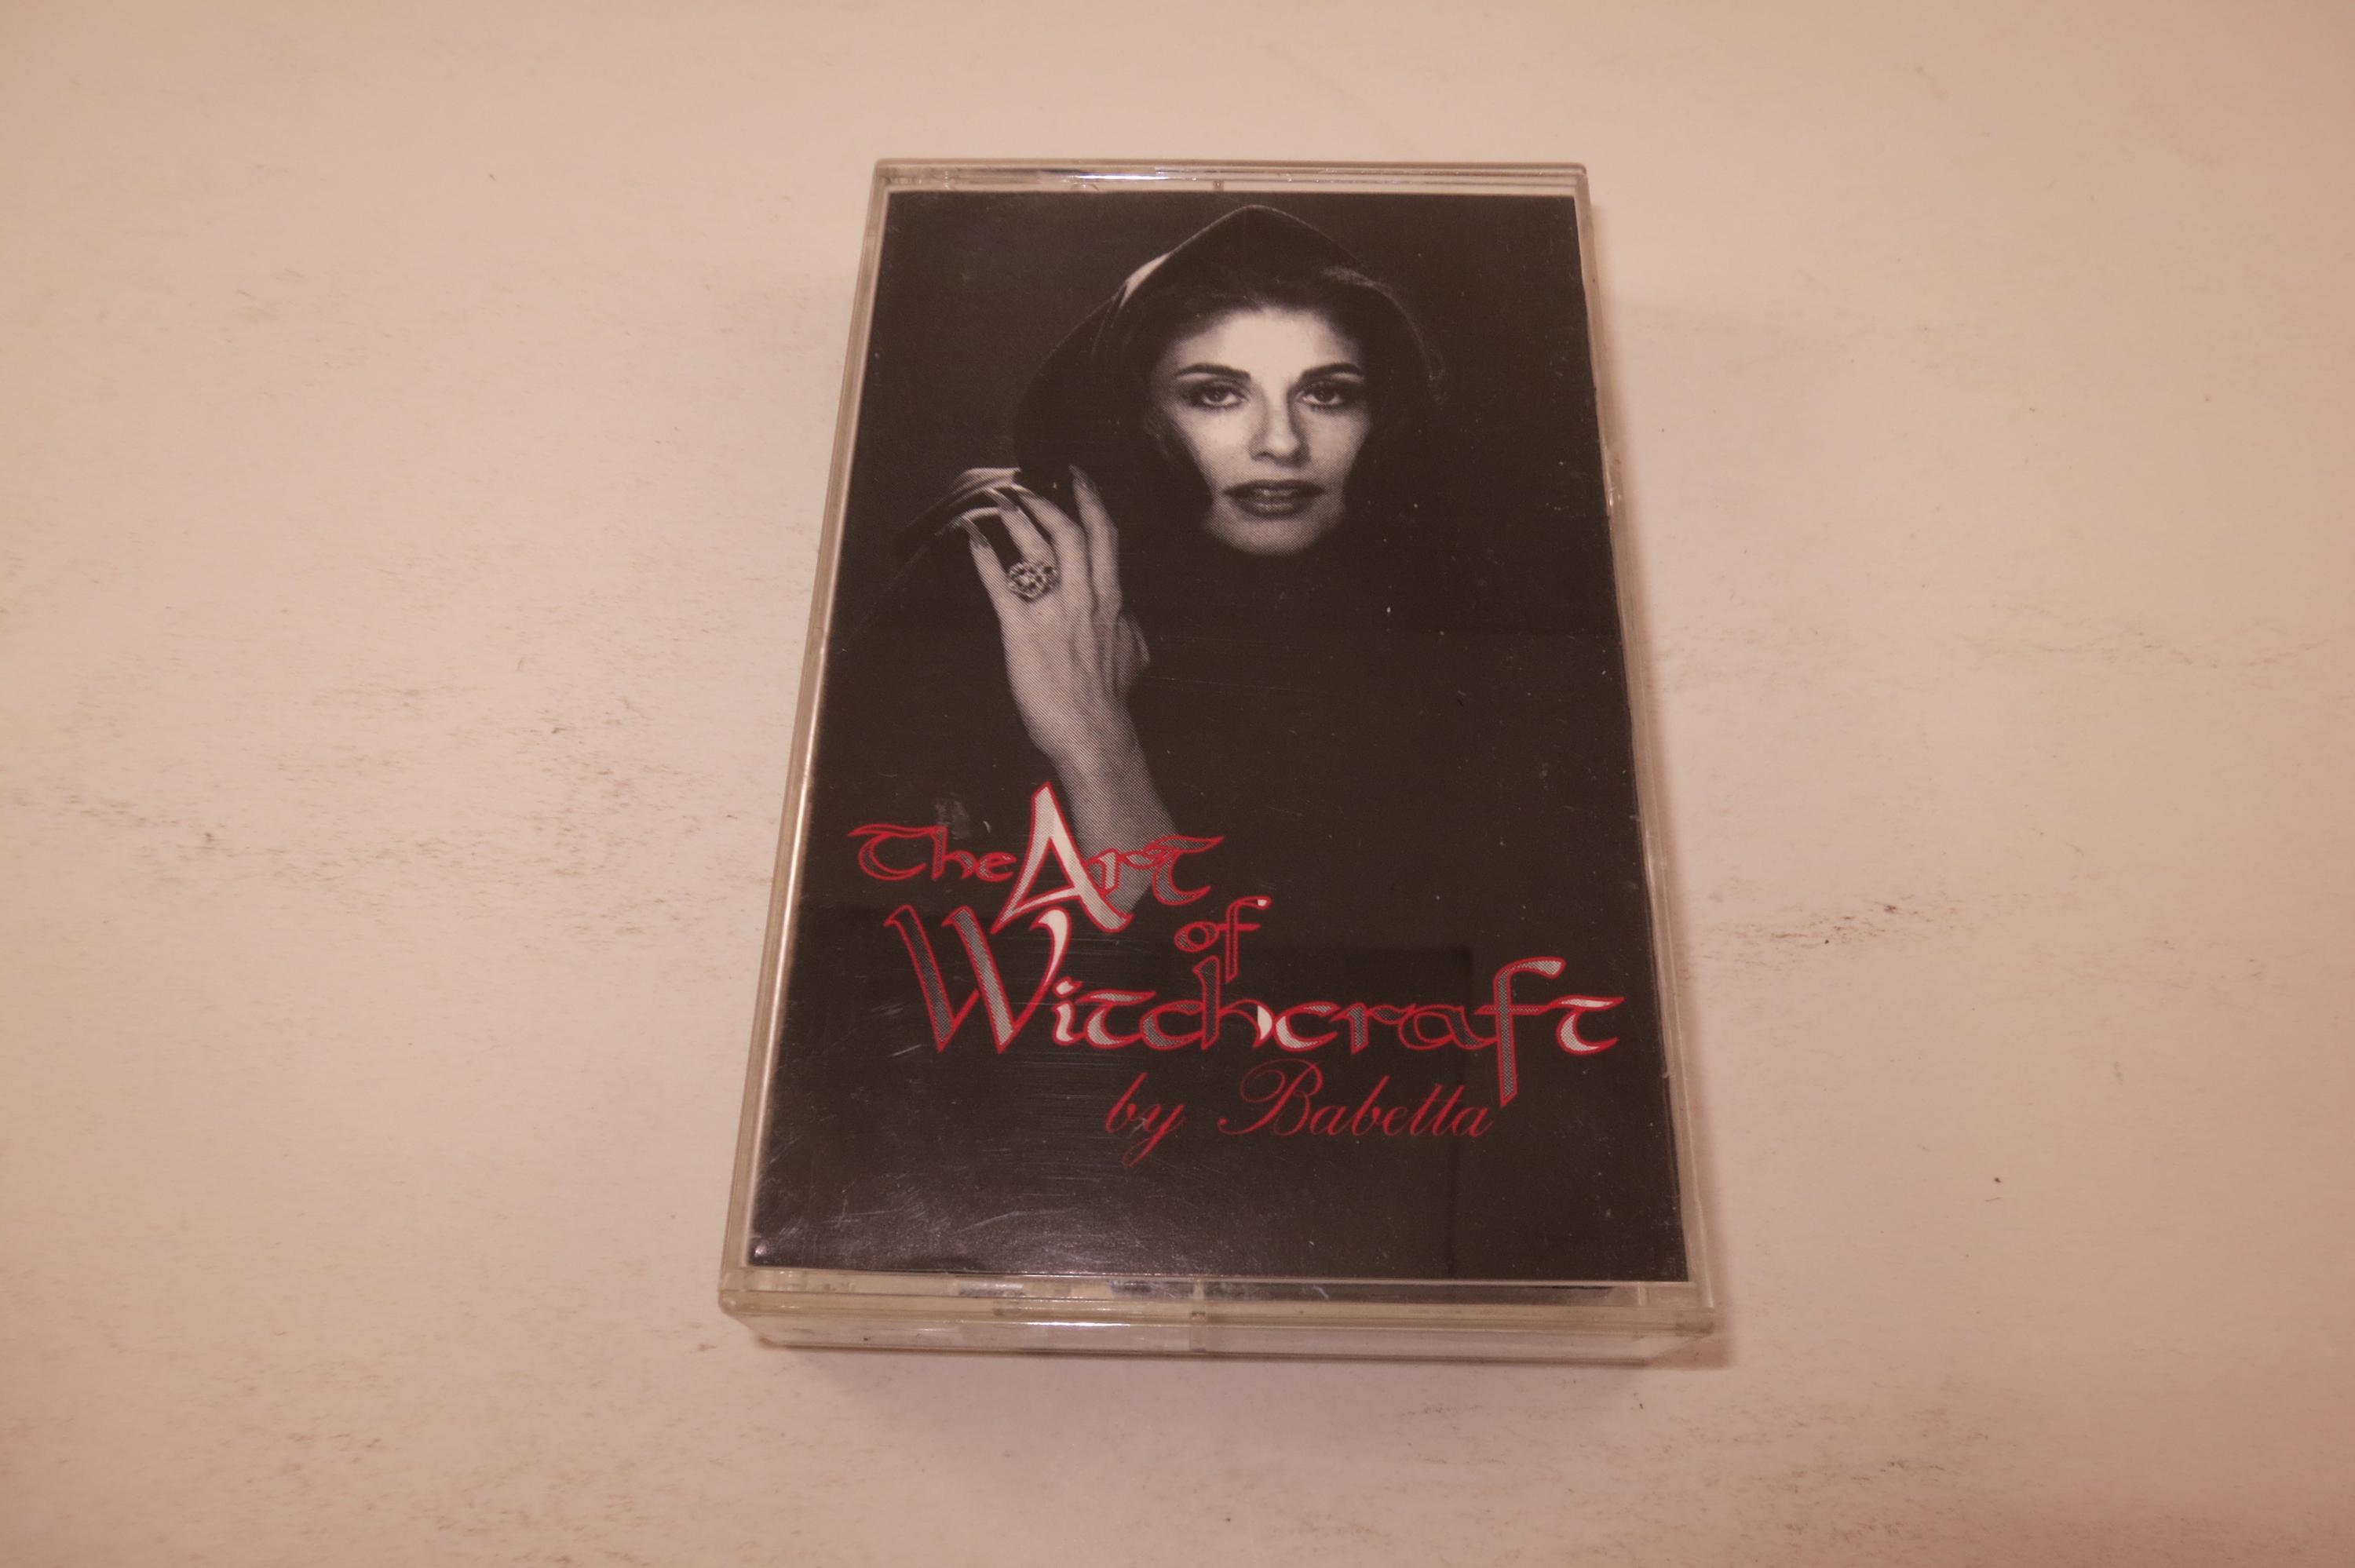 The Art
of
Witchcraft
by Babetta